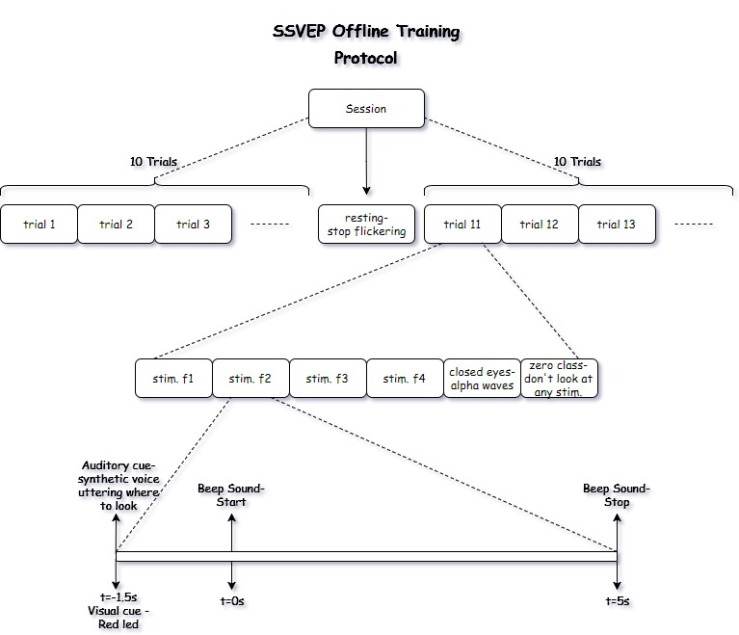 SSVEP Offline Training
Protocol
Session
10 Trials
10 Trials
trial 1
trial 2
trial 3
resting-
stop flickering
trial 11
trial 12
trial 13
stim. f1
stim. f2
stim. f3
stim. f4
closed eyes-
alpha waves
zero class-
don't look at
any stim.
Auditory cue-
synthetic voice
uttering where
to look
Beep Sound-
Start
Beep Sound-
Stop
t=-1.5s
Visual cue -
Red led
t=0s
t=5s